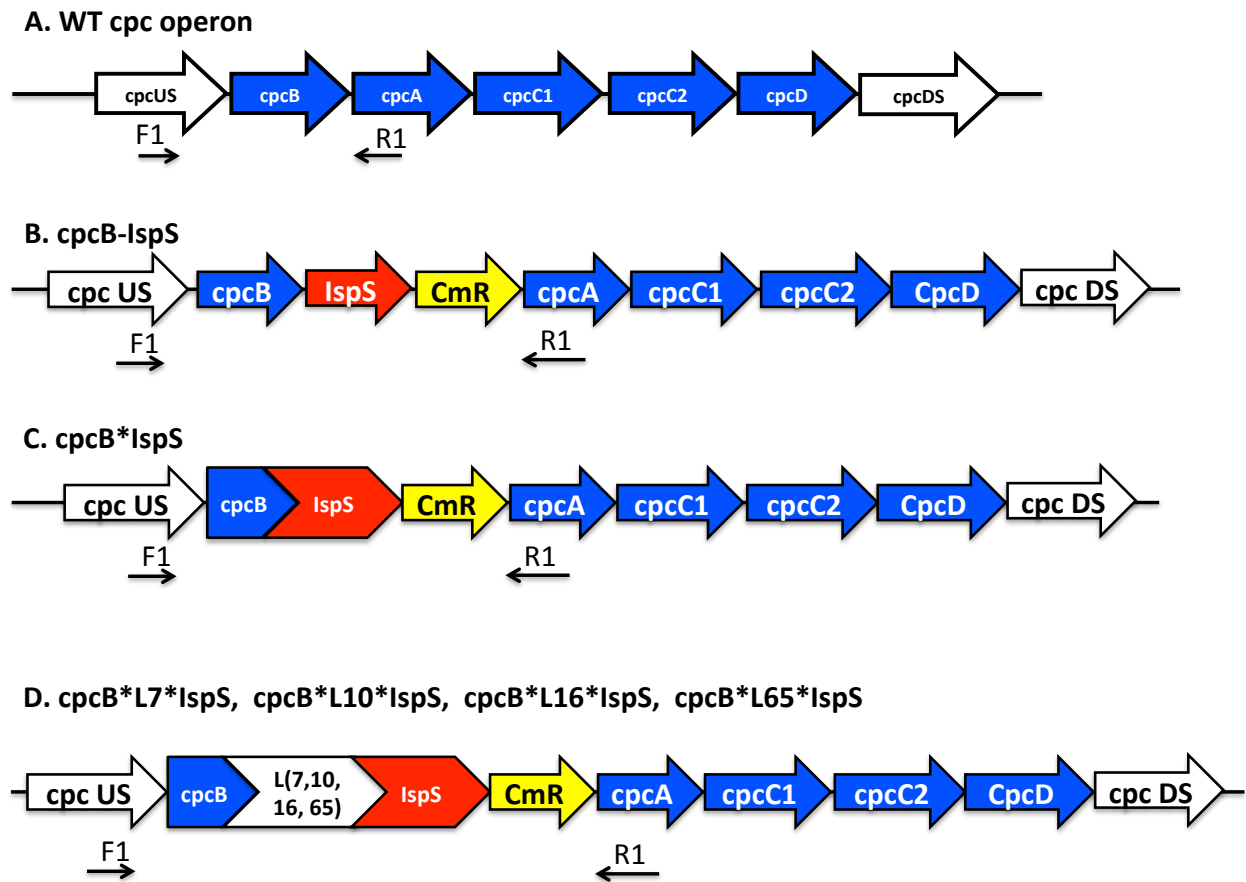 A. WT cpc operon
cpcUS cpcB cpcA cpcC1 cpcC2 cpcD cpcDS
F1 R1
B. cpcB-IspS
cpc US cpcB IspS CmR cpcA cpcC1 cpcC2 CpcD cpc DS
F1 R1
C. cpcB*IspS
cpc US cpcB IspS CmR cpcA cpcC1 cpcC2 CpcD cpc DS
F1 R1
D. cpcB*L7*IspS, cpcB*L10*IspS, cpcB*L16*IspS, cpcB*L65*IspS
cpc US cpcB L(7,10,
16, 65) IspS CmR cpcA cpcC1 cpcC2 CpcD cpc DS
F1 R1